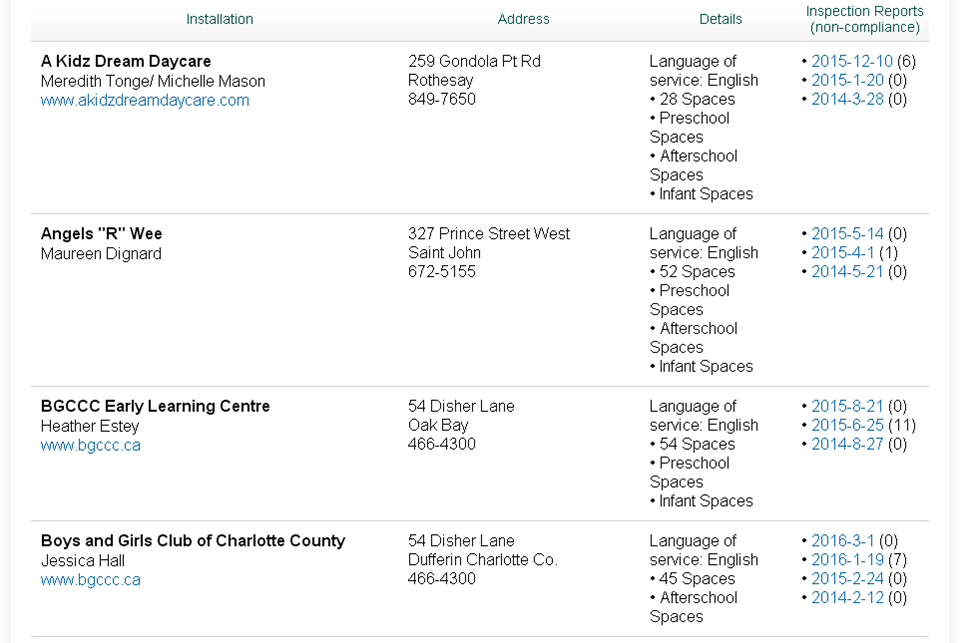 Installation
Address
Details
Inspection Reports
(non-compliance)
A Kidz Dream Daycare
Meredith Tonge/ Michelle Mason
www.akidzdreamdaycare.com
259 Gondola Pt Rd
Rothesay
849-7650
Language of
service: English
• 28 Spaces
• Preschool
Spaces
• Afterschool
Spaces
• Infant Spaces
• 2015-12-10 (6)
• 2015-1-20 (0)
• 2014-3-28 (0)
Angels "R" Wee
Maureen Dignard
327 Prince Street West
Saint John
672-5155
Language of
service: English
• 52 Spaces
• Preschool
Spaces
• Afterschool
Spaces
• Infant Spaces
• 2015-5-14 (0)
• 2015-4-1 (1)
• 2014-5-21 (0)
BGCCC Early Learning Centre
Heather Estey
www.bgccc.ca
54 Disher Lane
Oak Bay
466-4300
Language of
service: English
• 54 Spaces
• Preschool
Spaces
• Infant Spaces
• 2015-8-21 (0)
• 2015-6-25 (11)
• 2014-8-27 (0)
Boys and Girls Club of Charlotte County
Jessica Hall
www.bgccc.ca
54 Disher Lane
Dufferin Charlotte Co.
466-4300
Language of
service: English
• 45 Spaces
• Afterschool
Spaces
• 2016-3-1 (0)
• 2016-1-19 (7)
• 2015-2-24 (0)
• 2014-2-12 (0)